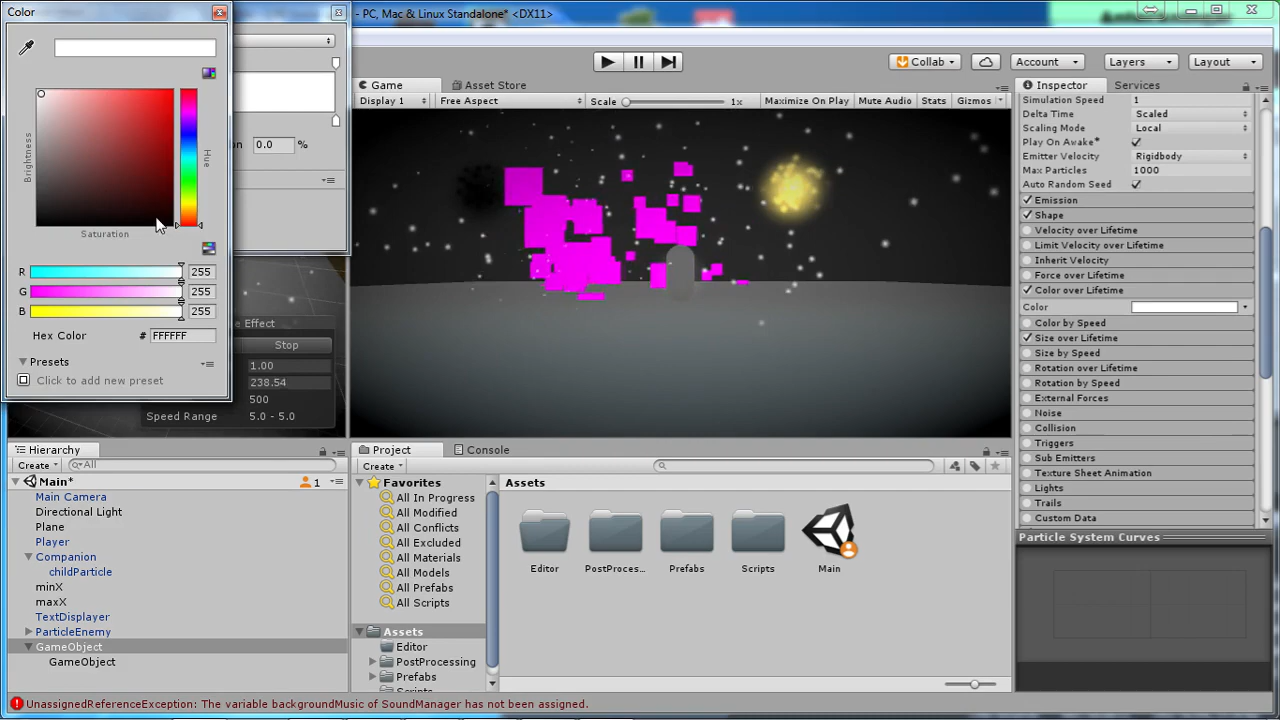 Color
- PC, Mac & Linux Standalone* <DX11>
Collab
Account
Layers
Layout
Game
Asset Store
Inspector
Services
Display 1
Free Aspect
Scale
1x
Maximize On Play
Mute Audio
Stats
Gizmos
Simulation Speed
1
Delta Time
Scaled
Scaling Mode
Local
Play On Awake*
Emitter Velocity
Rigidbody
Max Particles
1000
Auto Random Seed
Emission
Shape
Velocity over Lifetime
Limit Velocity over Lifetime
Inherit Velocity
Force over Lifetime
Color over Lifetime
Color
Color by Speed
Size over Lifetime
Size by Speed
Rotation over Lifetime
Rotation by Speed
External Forces
Noise
Collision
Triggers
Sub Emitters
Texture Sheet Animation
Lights
Trails
Custom Data
Particle System Curves
Brightness
Hue
Saturation
on
0.0
%
R
255
G
255
B
255
Hex Color
# FFFFFF
Presets
Click to add new preset
e Effect
Stop
1.00
238.54
500
Speed Range
5.0 - 5.0
Hierarchy
Create
All
Main*
1
Main Camera
Directional Light
Plane
Player
Companion
childParticle
minX
maxX
TextDisplayer
ParticleEnemy
GameObject
GameObject
Project
Console
Create
Favorites
All In Progress
All Modified
All Conflicts
All Excluded
All Materials
All Models
All Prefabs
All Scripts
Assets
Editor
PostProcessing
Prefabs
Scripts
Assets
Editor
PostProces...
Prefabs
Scripts
Main
UnassignedReferenceException: The variable backgroundMusic of SoundManager has not been assigned.